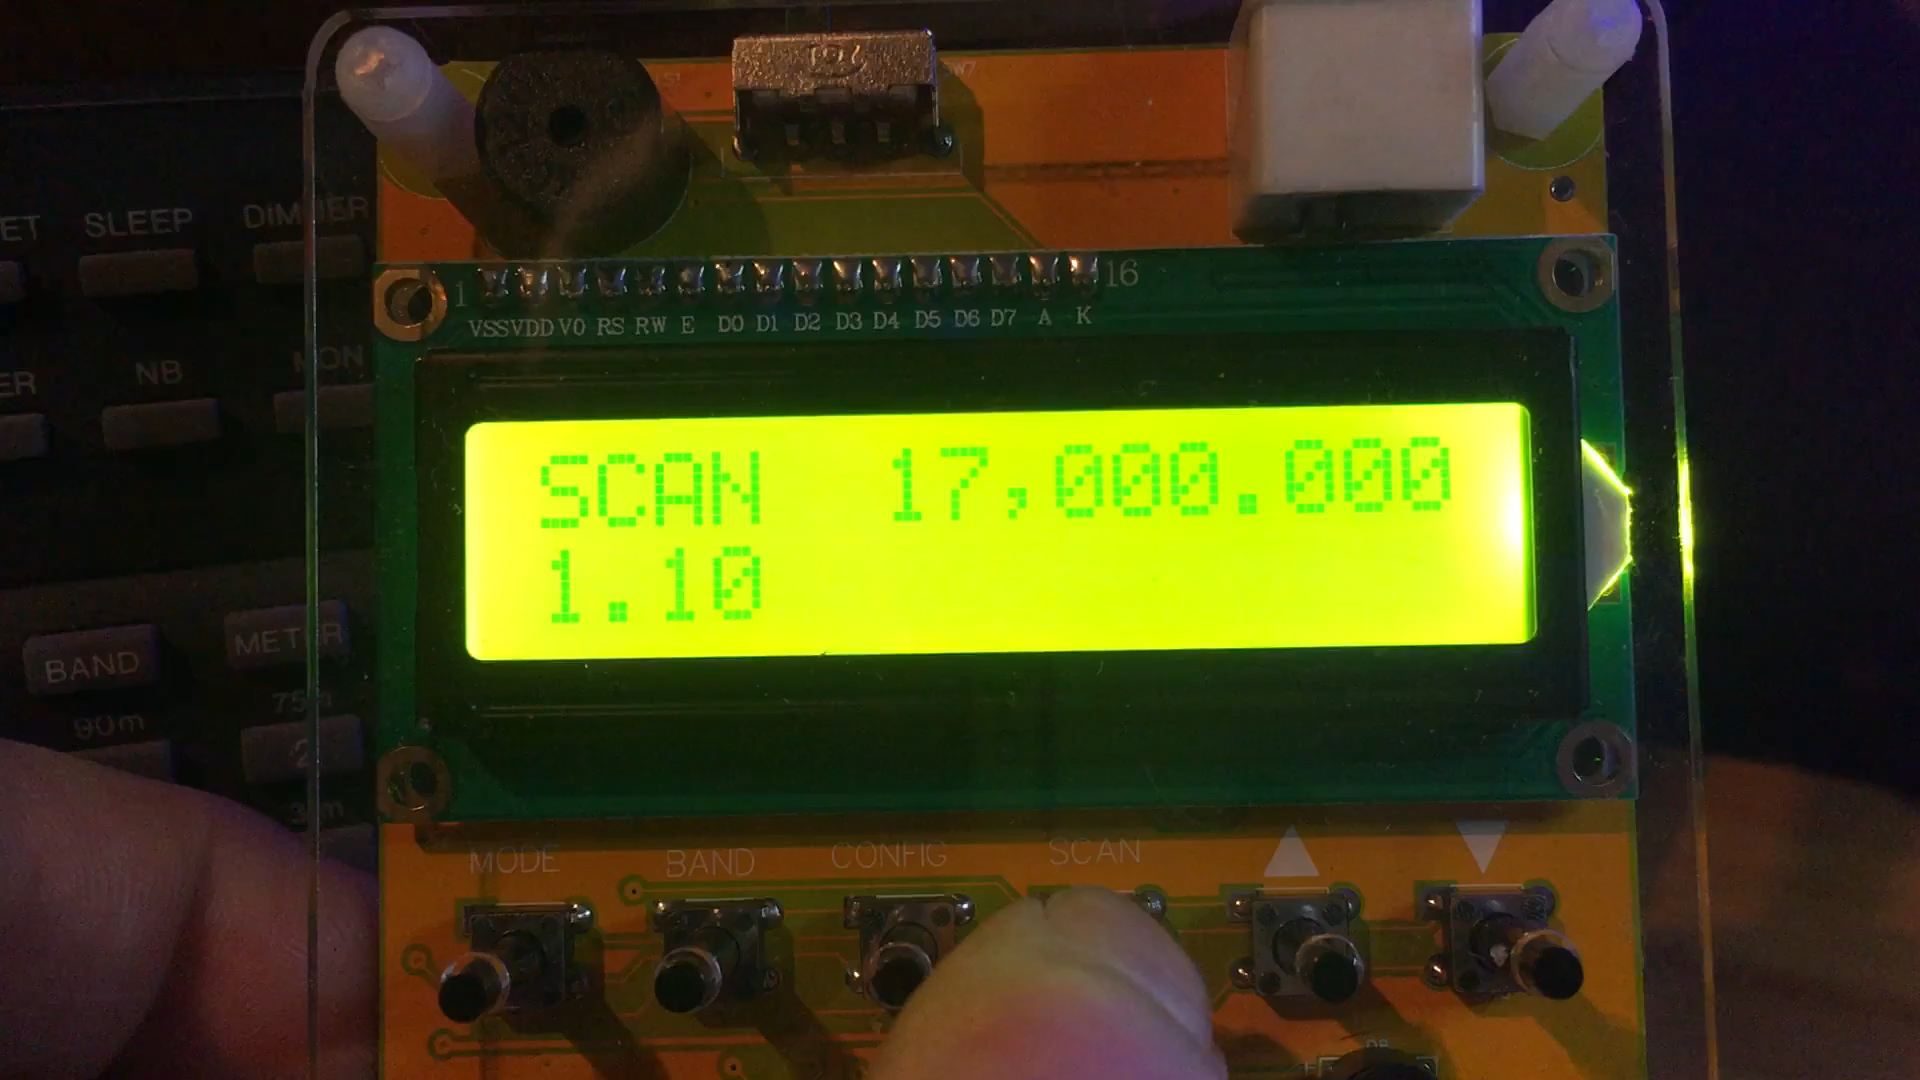 SLEEP
DIMMER
NB
MON
BAND
METER
90m
75m
2
1
16
VSS VDD V0 RS RW E D0 D1 D2 D3 D4 D5 D6 D7 A K
SCAN 17,000.000
1.10
MODE BAND CONFIG SCAN